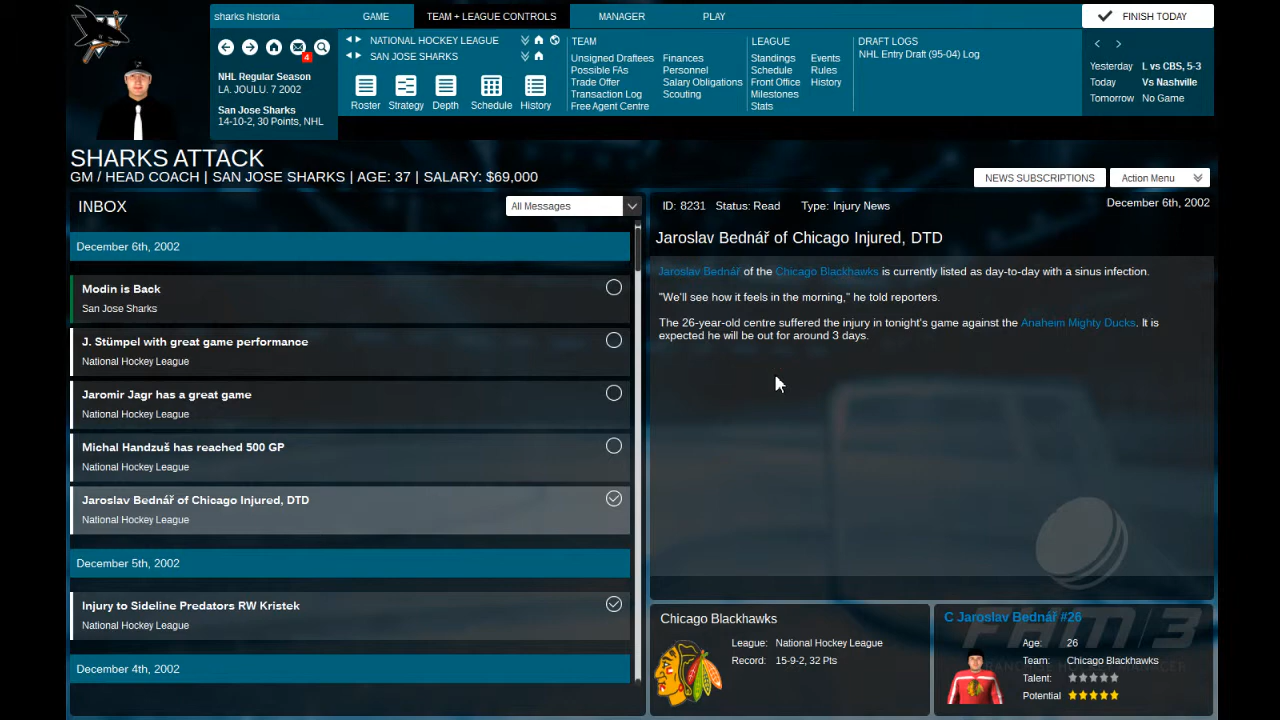 sharks historia
GAME
TEAM + LEAGUE CONTROLS
MANAGER
PLAY
FINISH TODAY
4
NHL Regular Season
LA. JOULU. 7 2002
San Jose Sharks
14-10-2, 30 Points, NHL
NATIONAL HOCKEY LEAGUE
SAN JOSE SHARKS
Roster Strategy Depth Schedule History
TEAM
Unsigned Draftees Finances
Possible FAs Personnel
Trade Offer Salary Obligations
Transaction Log Scouting
Free Agent Centre
LEAGUE
Standings Events
Schedule Rules
Front Office History
Milestones
Stats
DRAFT LOGS
NHL Entry Draft (95-04) Log
Yesterday L vs CBS, 5-3
Today Vs Nashville
Tomorrow No Game
SHARKS ATTACK
GM / HEAD COACH | SAN JOSE SHARKS | AGE: 37 | SALARY: $69,000
NEWS SUBSCRIPTIONS
Action Menu
INBOX
All Messages
December 6th, 2002
Modin is Back
San Jose Sharks
J. Stümpel with great game performance
National Hockey League
Jaromir Jagr has a great game
National Hockey League
Michal Handzuš has reached 500 GP
National Hockey League
Jaroslav Bednář of Chicago Injured, DTD
National Hockey League
December 5th, 2002
Injury to Sideline Predators RW Kristek
National Hockey League
December 4th, 2002
ID: 8231 Status: Read Type: Injury News
December 6th, 2002
Jaroslav Bednář of Chicago Injured, DTD
Jaroslav Bednář of the Chicago Blackhawks is currently listed as day-to-day with a sinus infection.
"We'll see how it feels in the morning," he told reporters.
The 26-year-old centre suffered the injury in tonight's game against the Anaheim Mighty Ducks. It is
expected he will be out for around 3 days.
Chicago Blackhawks
League: National Hockey League
Record: 15-9-2, 32 Pts
C Jaroslav Bednář #26
Age: 26
Team: Chicago Blackhawks
Talent:
Potential
FHM 3
FRANCHISE HOCKEY MANAGER